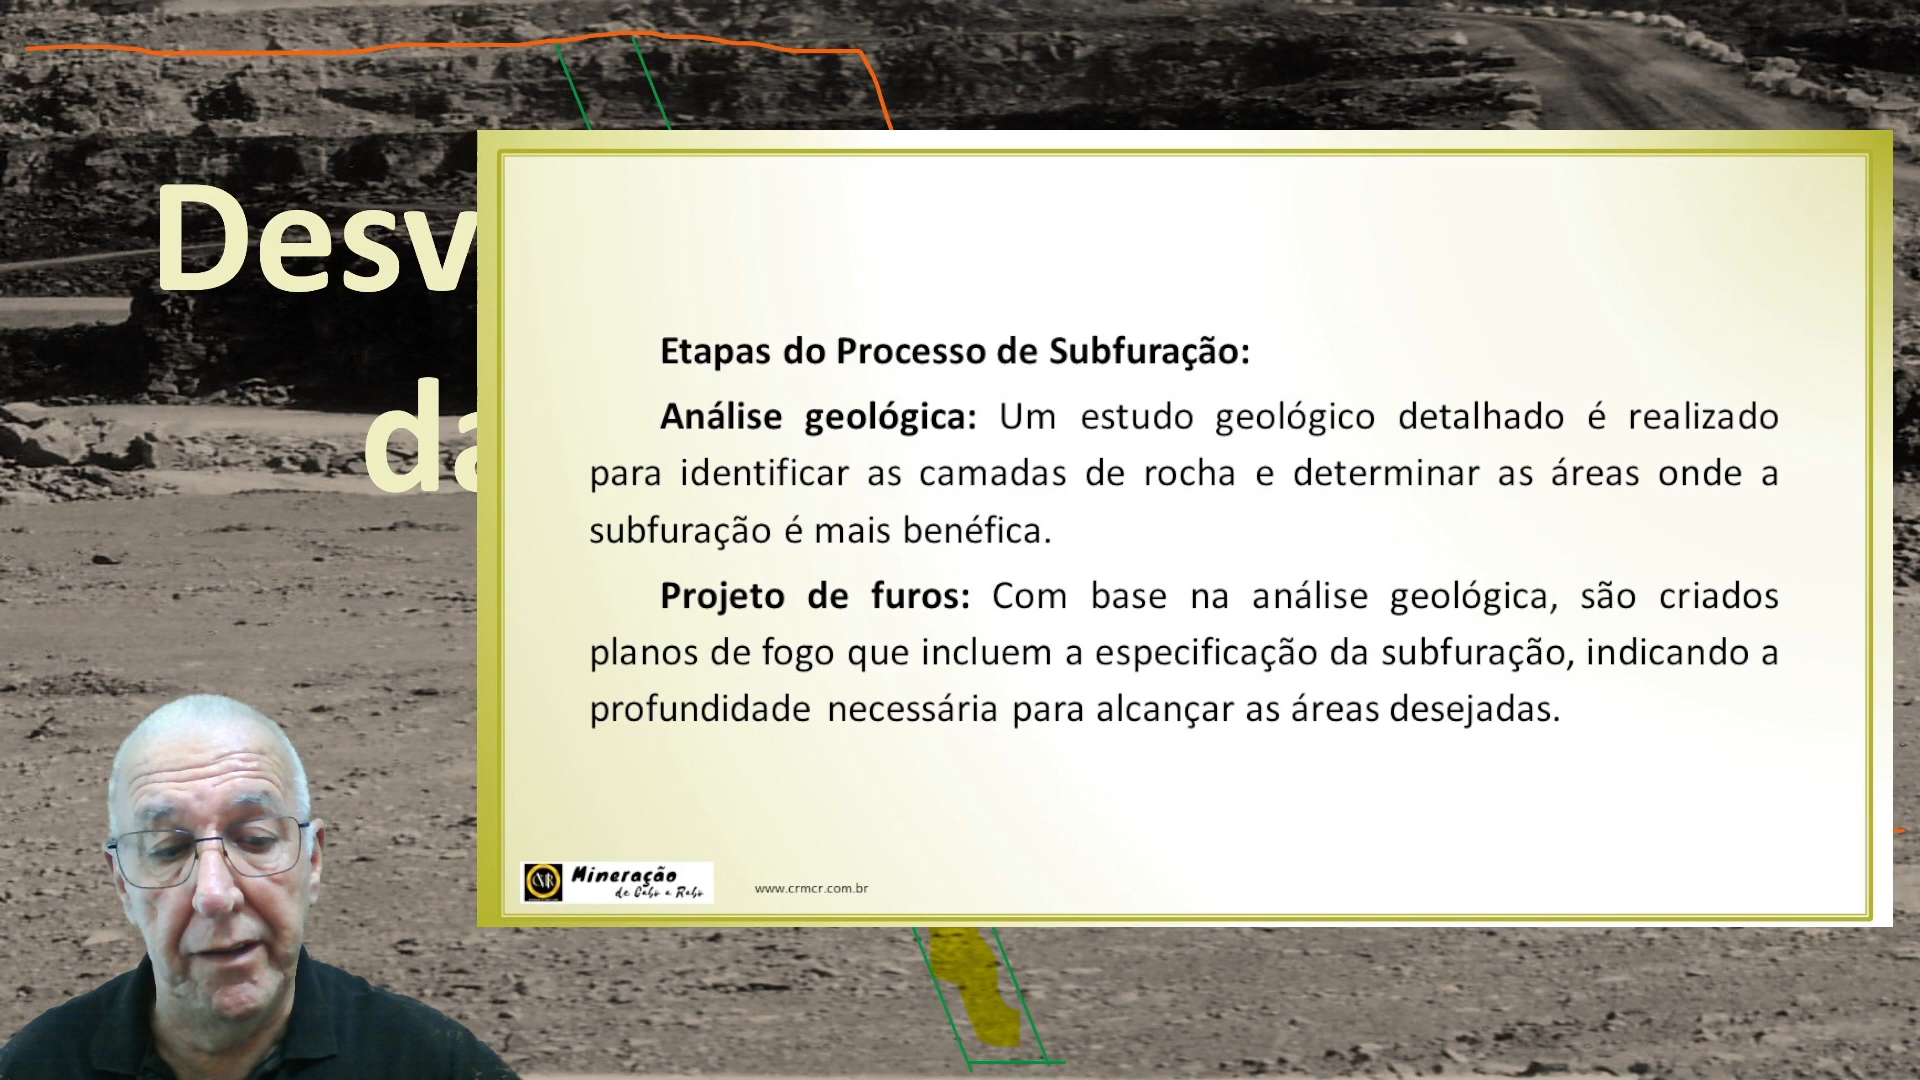 Desv
da
Etapas do Processo de Subfuração:
Análise geológica: Um estudo geológico detalhado é realizado
para identificar as camadas de rocha e determinar as áreas onde a
subfuração é mais benéfica.
Projeto de furos: Com base na análise geológica, são criados
planos de fogo que incluem a especificação da subfuração, indicando a
profundidade necessária para alcançar as áreas desejadas.
Mineração
de Cabo a Rabo
www.crmcr.com.br